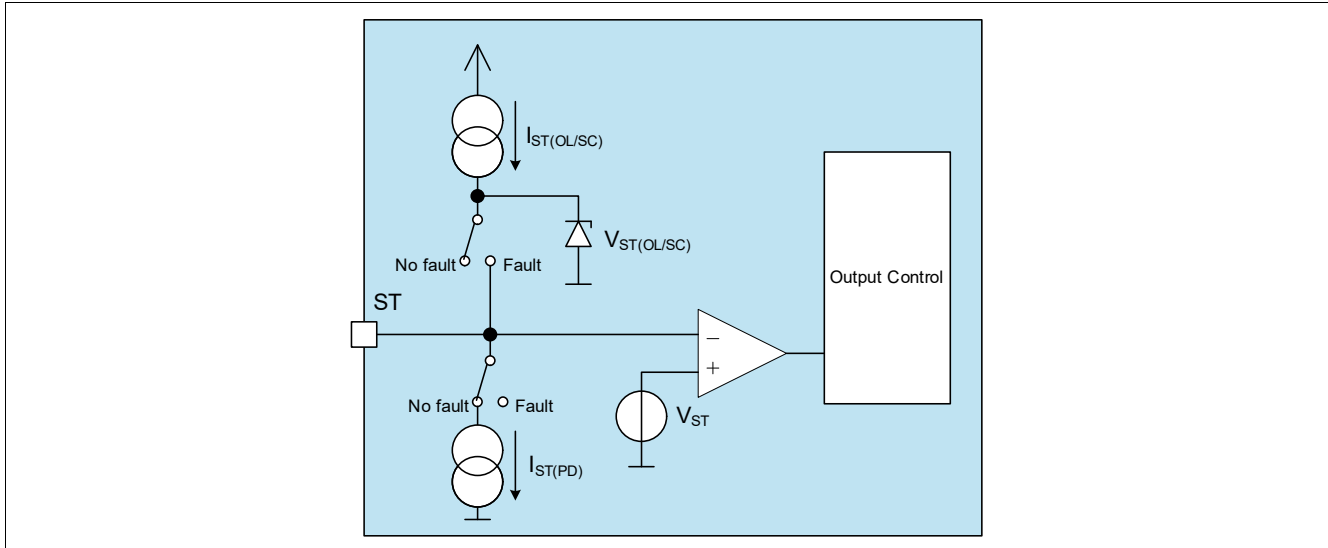 I_ST(OL/SC)
V_ST(OL/SC)
No fault
Fault
Output Control
ST
−
+
No fault
Fault
V_ST
I_ST(PD)